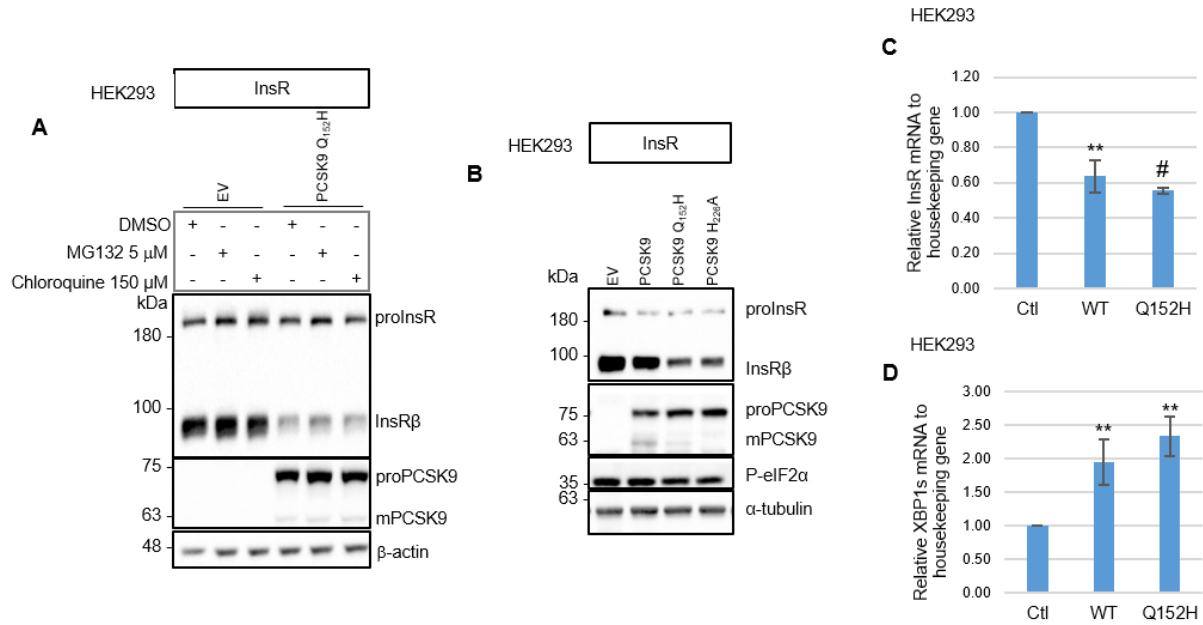 HEK293
InsR
A
EV
PCSK9 Q152H
DMSO + - - + - -
MG132 5 μM - + - - + -
Chloroquine 150 μM - - + - - +
kDa
180
100
75
63
48
proInsR
InsRβ
proPCSK9
mPCSK9
β-actin
B
HEK293
InsR
EV
PCSK9
PCSK9 Q152H
PCSK9 H226A
kDa
180
100
75
63
35
63
proInsR
InsRβ
proPCSK9
mPCSK9
P-eIF2α
α-tubulin
HEK293
C
Relative InsR mRNA to
housekeeping gene
1.20
1.00
0.80
0.60
0.40
0.20
0.00
**
#
Ctl WT Q152H
HEK293
D
Relative XBP1s mRNA to
housekeeping gene
3.00
2.50
2.00
1.50
1.00
0.50
0.00
**
**
Ctl WT Q152H